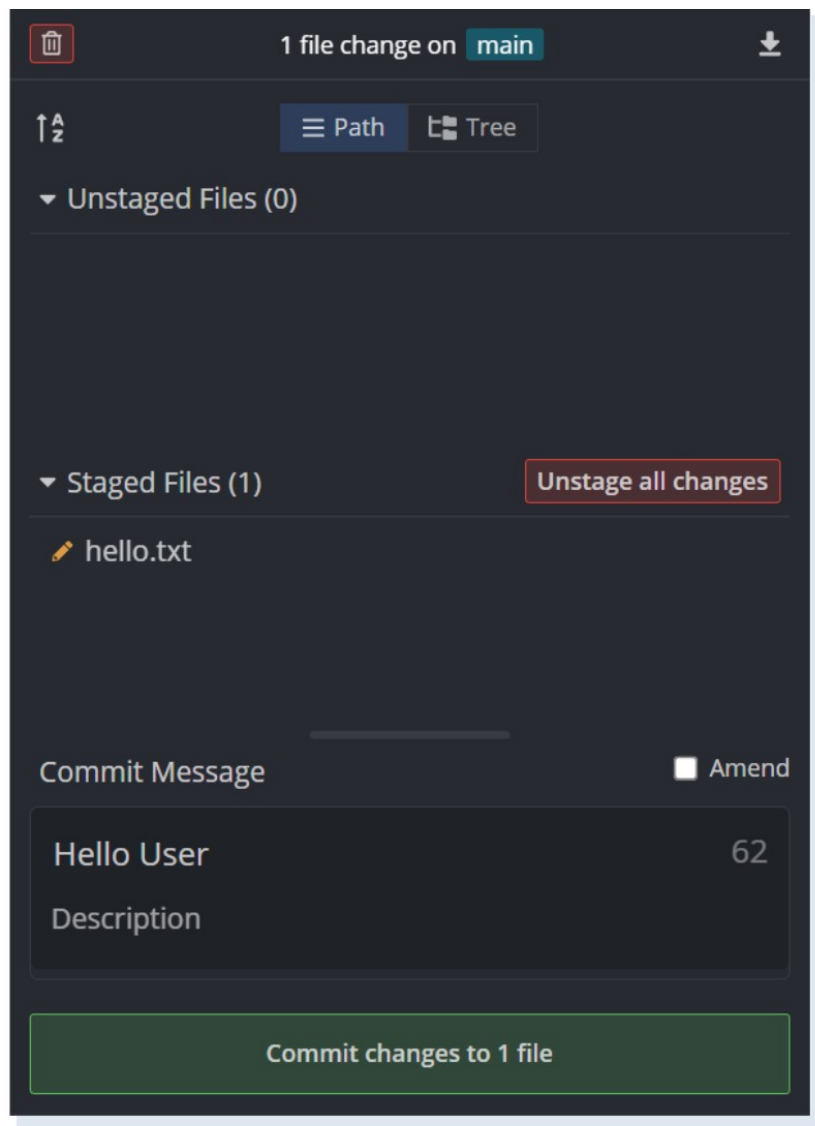 1 file change on main
A
Z
Path Tree
Unstaged Files (0)
Staged Files (1) Unstage all changes
hello.txt
Commit Message Amend
Hello User 62
Description
Commit changes to 1 file